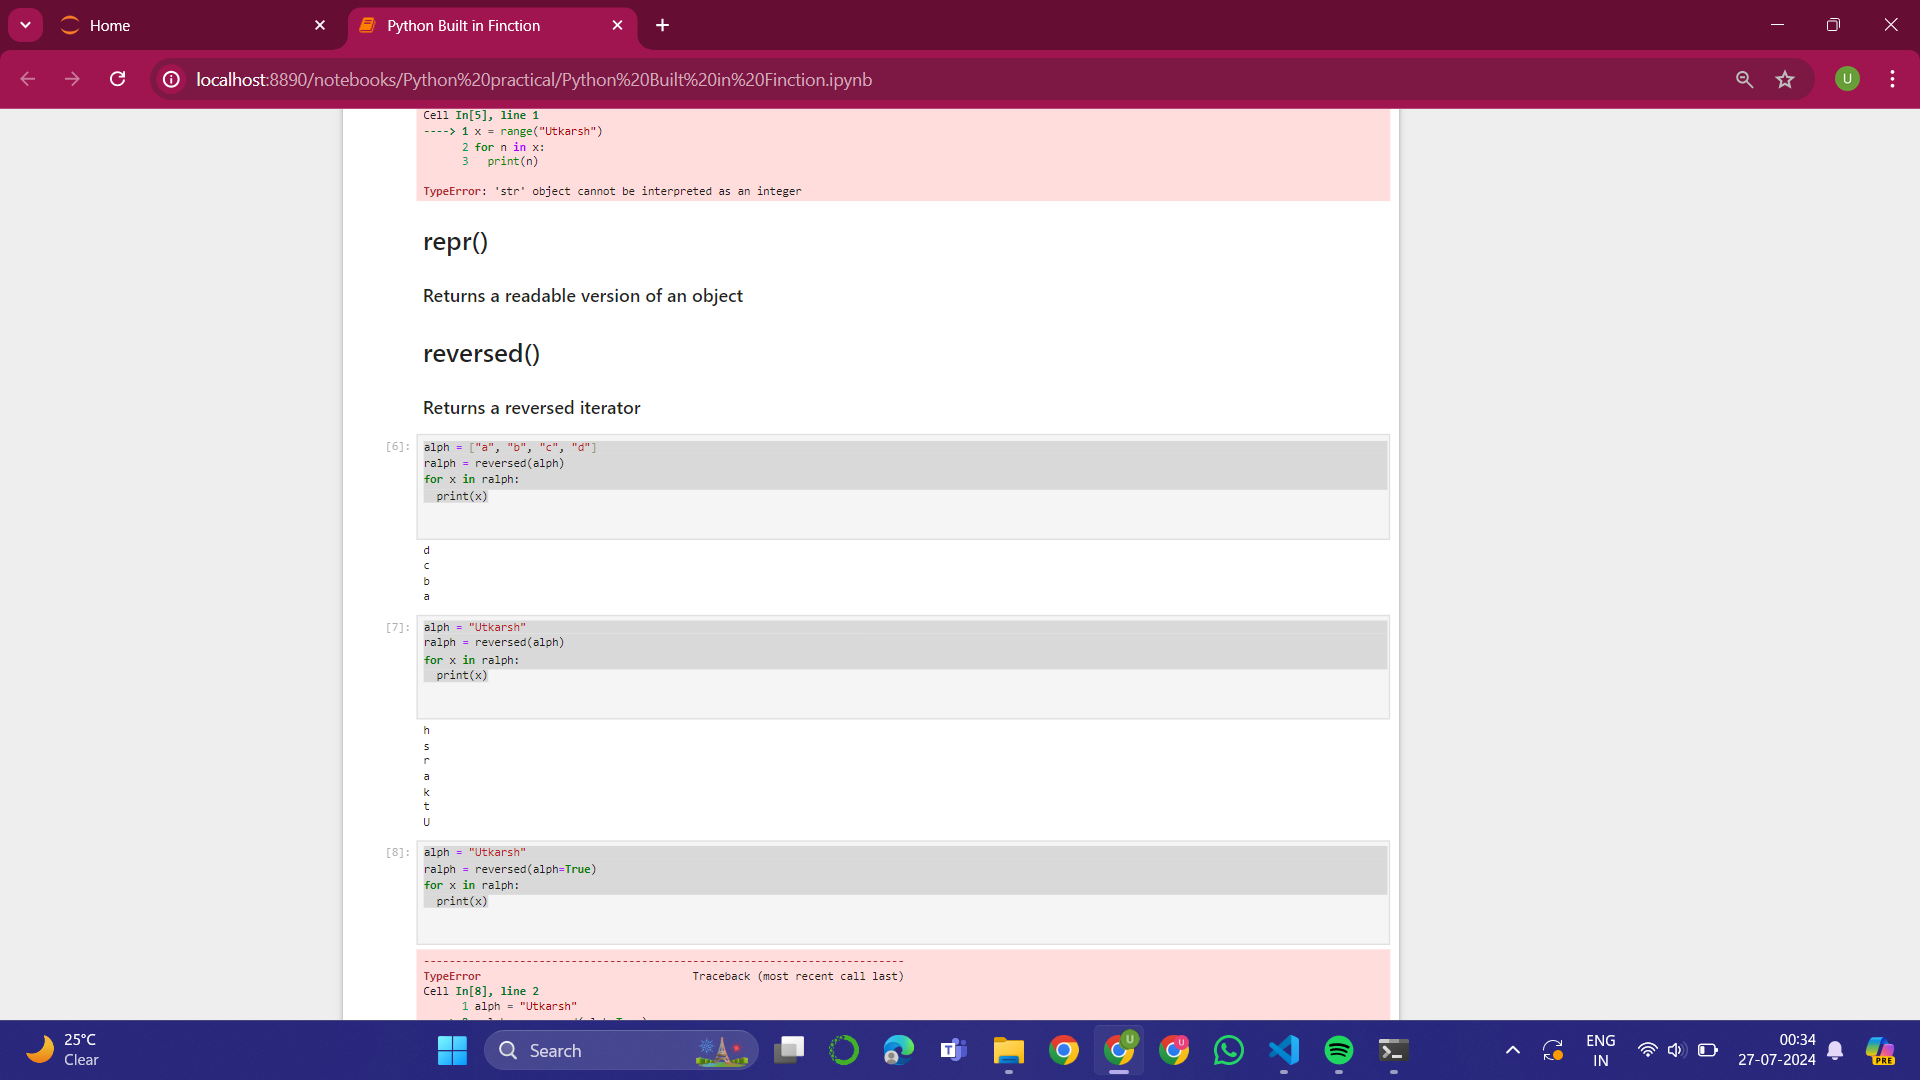 Home
Python Built in Finction
localhost:8890/notebooks/Python%20practical/Python%20Built%20in%20Finction.ipynb
U
Cell In[5], line 1
----> 1 x = range("Utkarsh")
2 for n in x:
3 print(n)
TypeError: 'str' object cannot be interpreted as an integer
repr()
Returns a readable version of an object
reversed()
Returns a reversed iterator
[6]:
alph = ["a", "b", "c", "d"]
ralph = reversed(alph)
for x in ralph:
print(x)
d
c
b
a
[7]:
alph = "Utkarsh"
ralph = reversed(alph)
for x in ralph:
print(x)
h
s
r
a
k
t
U
[8]:
alph = "Utkarsh"
ralph = reversed(alph=True)
for x in ralph:
print(x)
---------------------------------------------------------------------------
TypeError Traceback (most recent call last)
Cell In[8], line 2
1 alph = "Utkarsh"
25°C
Clear
Search
U
U
ENG
IN
00:34
27-07-2024
PRE